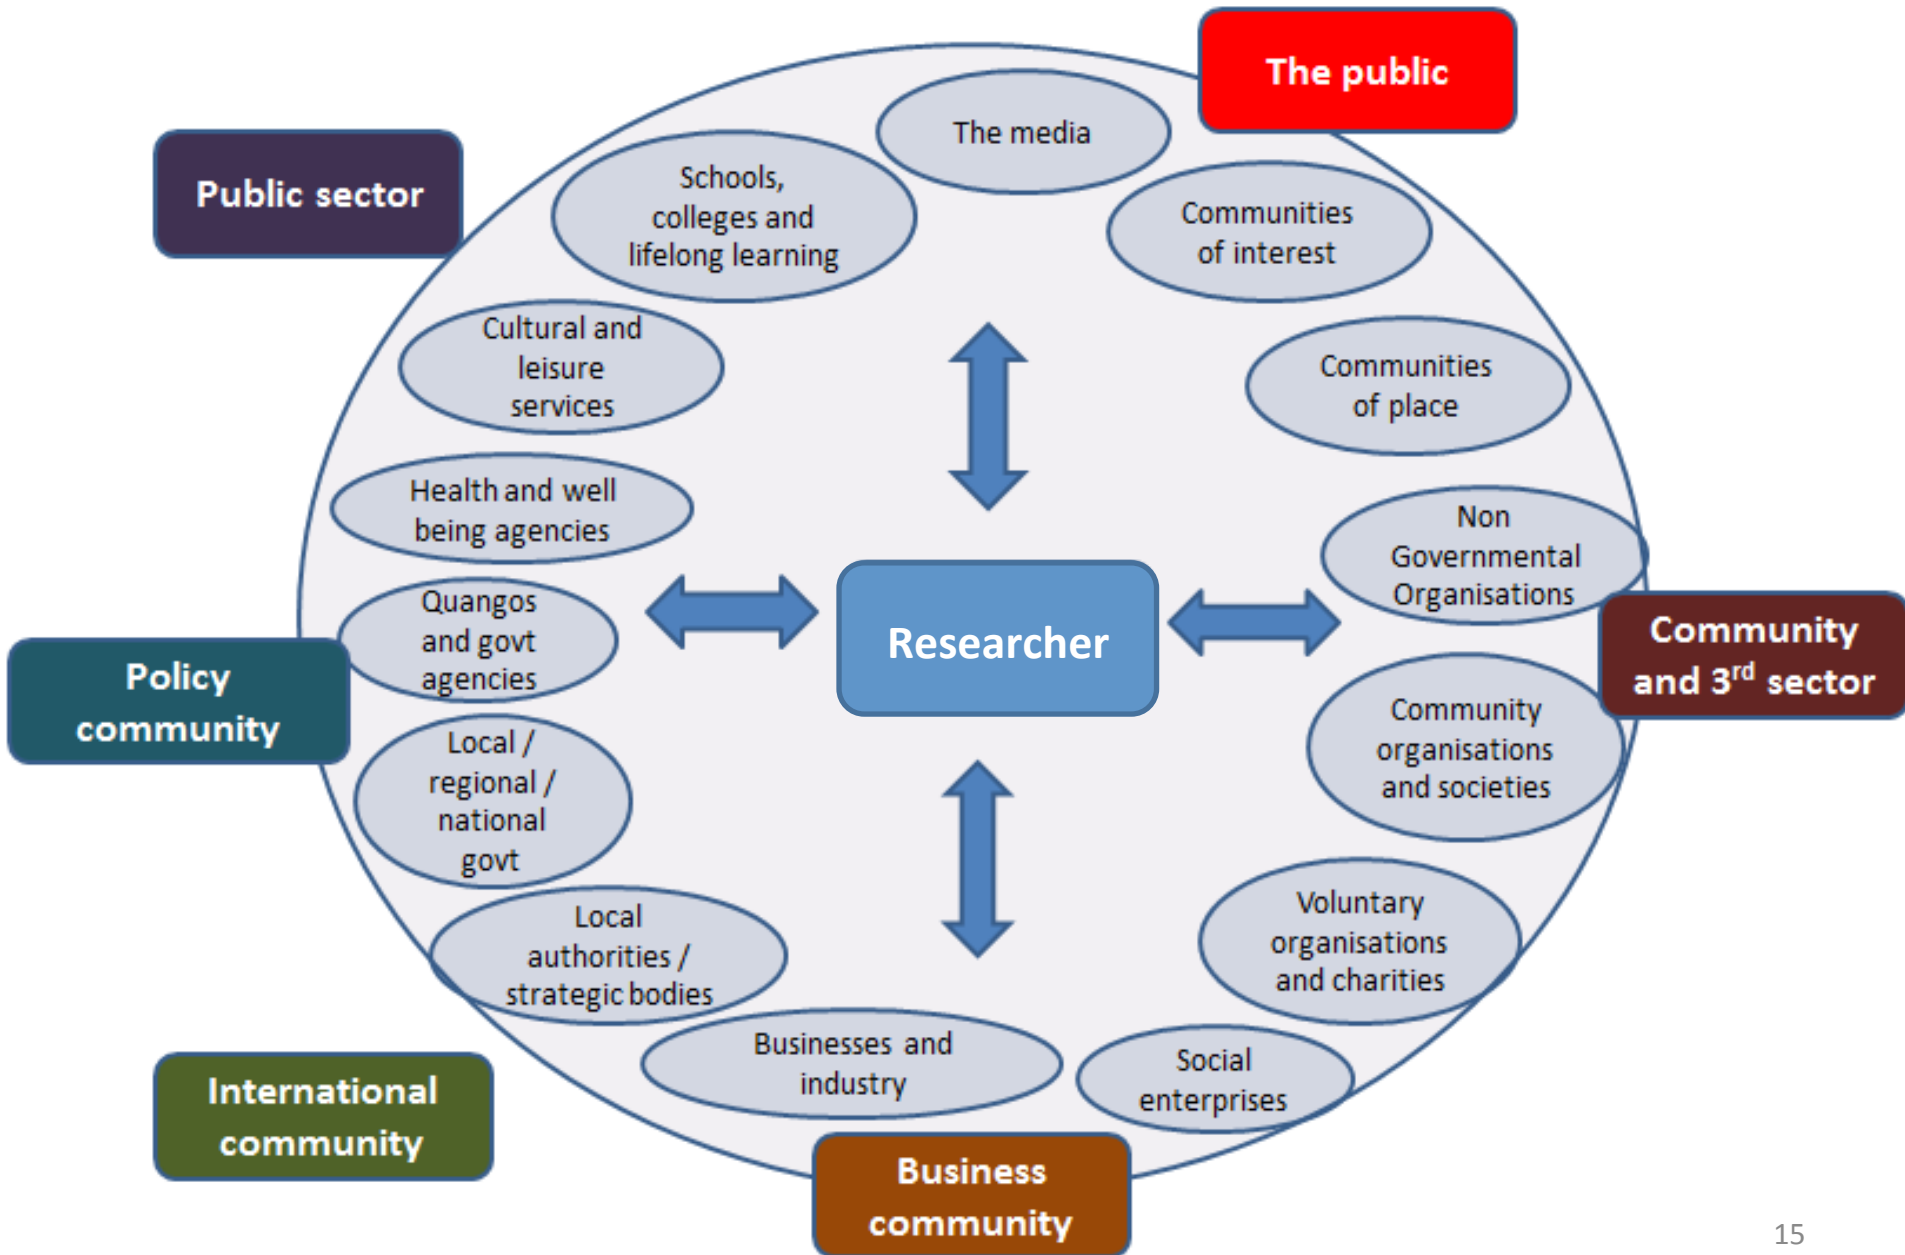 The public
The media
Public sector
Schools,
colleges and
lifelong learning
Communities
of interest
Cultural and
leisure
services
Communities
of place
Health and well
being agencies
Non
Governmental
Organisations
Quangos
and govt
agencies
Researcher
Community
and 3rd sector
Policy
community
Local /
regional /
national
govt
Community
organisations
and societies
Local
authorities /
strategic bodies
Voluntary
organisations
and charities
Businesses and
industry
Social
enterprises
International
community
Business
community
15